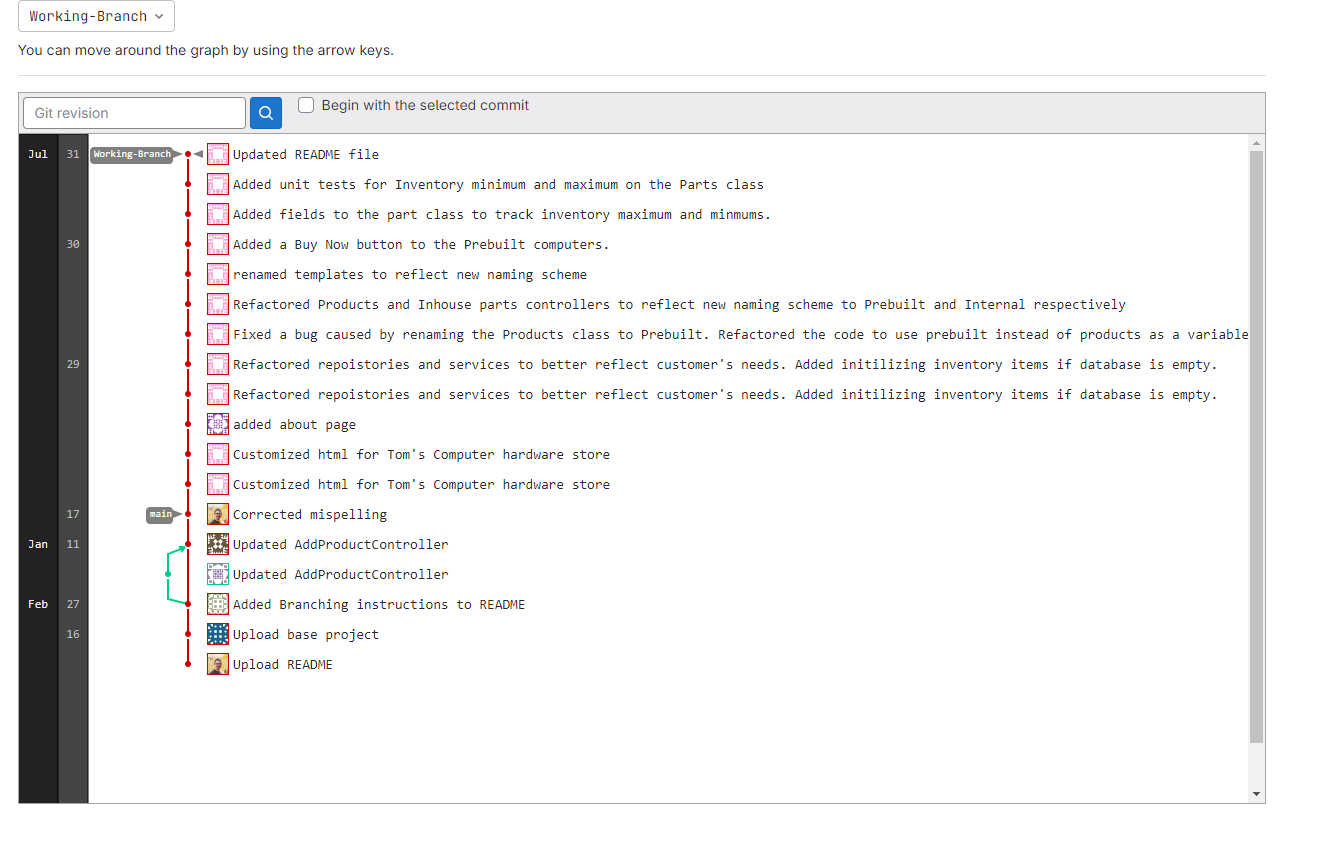 Working-Branch
You can move around the graph by using the arrow keys.
Git revision
Begin with the selected commit
Jul 31 Working-Branch Updated README file
Added unit tests for Inventory minimum and maximum on the Parts class
Added fields to the part class to track inventory maximum and minmums.
30 Added a Buy Now button to the Prebuilt computers.
renamed templates to reflect new naming scheme
Refactored Products and Inhouse parts controllers to reflect new naming scheme to Prebuilt and Internal respectively
Fixed a bug caused by renaming the Products class to Prebuilt. Refactored the code to use prebuilt instead of products as a variable
29 Refactored repoistories and services to better reflect customer's needs. Added initilizing inventory items if database is empty.
Refactored repoistories and services to better reflect customer's needs. Added initilizing inventory items if database is empty.
added about page
Customized html for Tom's Computer hardware store
Customized html for Tom's Computer hardware store
17 main Corrected mispelling
Jan 11 Updated AddProductController
Updated AddProductController
Feb 27 Added Branching instructions to README
16 Upload base project
Upload README